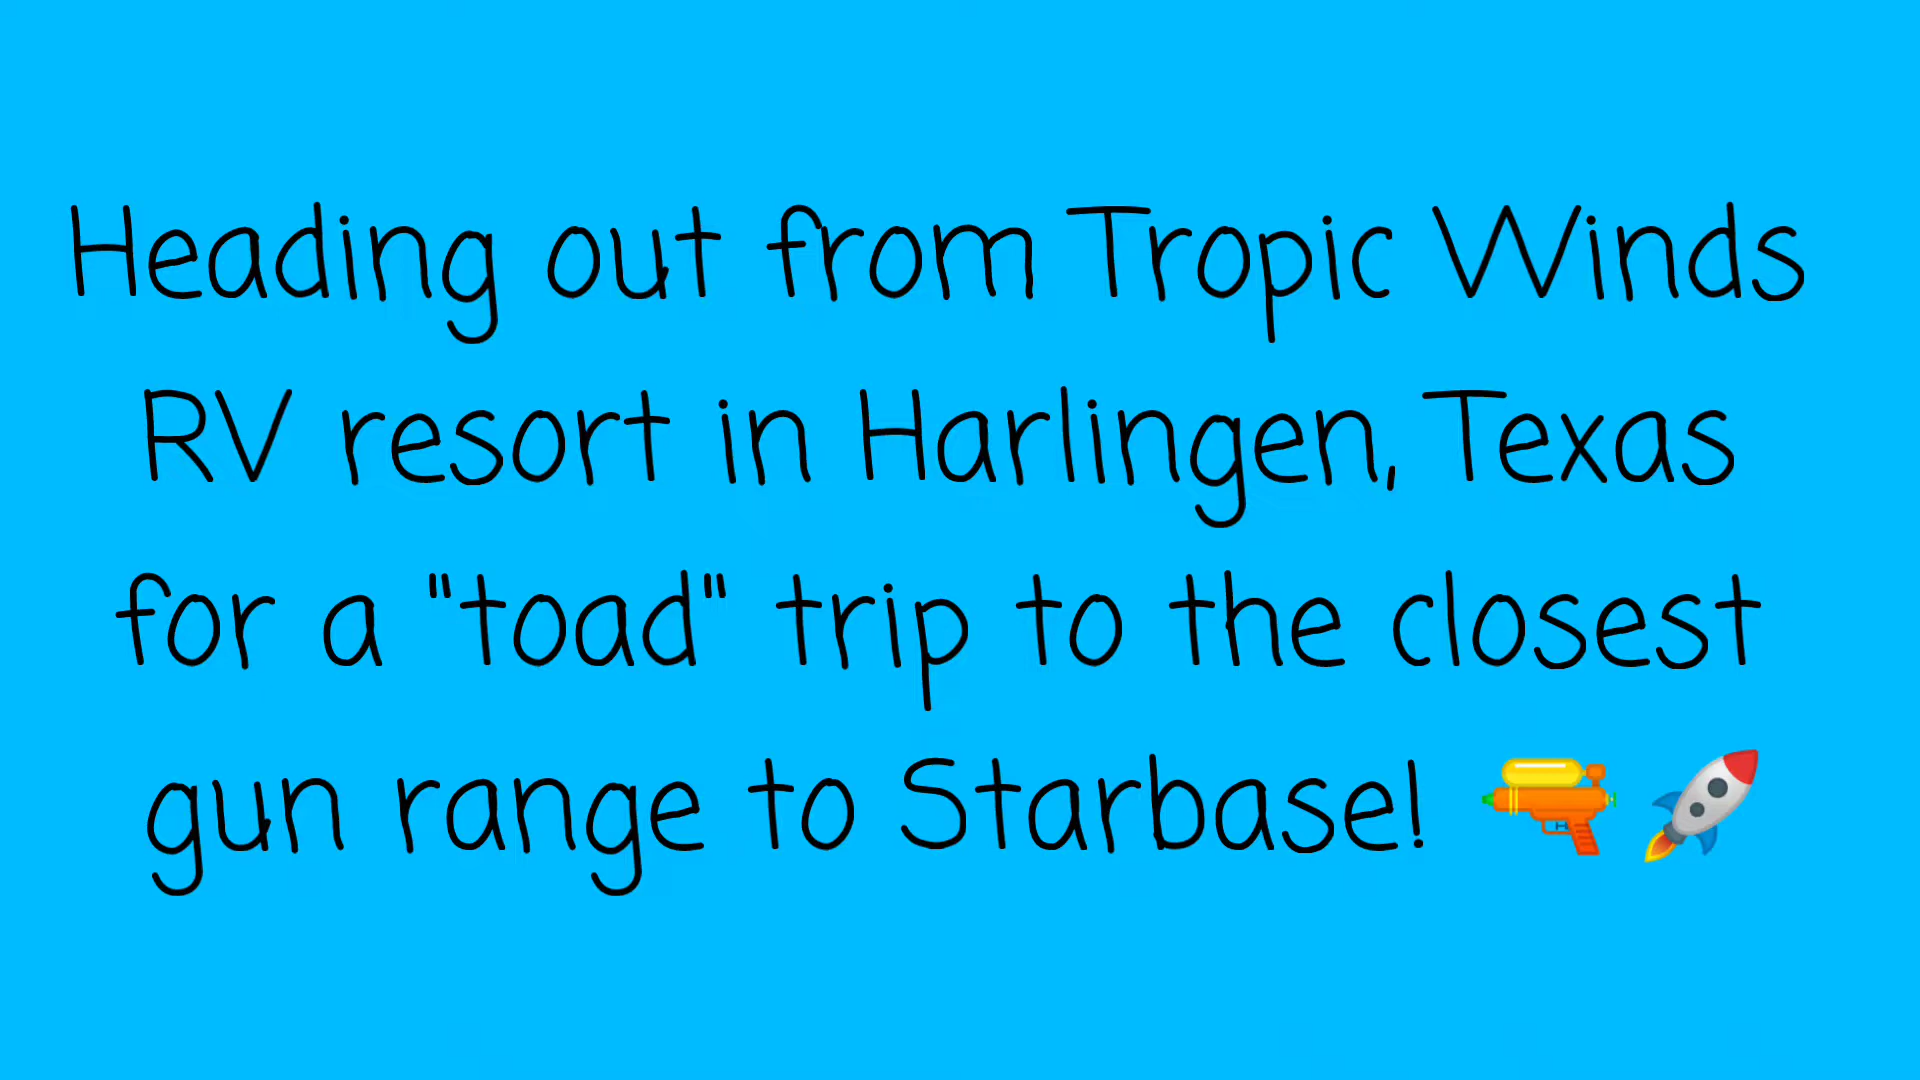 Heading out from Tropic Winds
RV resort in Harlingen, Texas
for a "toad" trip to the closest
gun range to Starbase! 🔫🚀